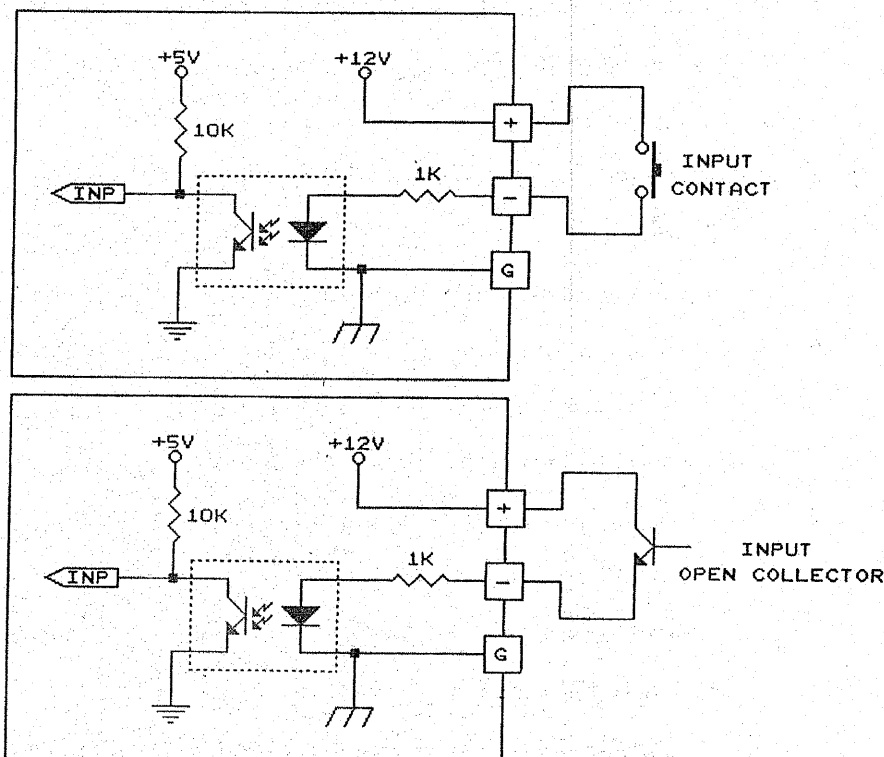 +5V
+12V
10K
+
1K
INPUT
CONTACT
INP
-
G
+5V
+12V
10K
+
1K
INPUT
OPEN COLLECTOR
INP
-
G